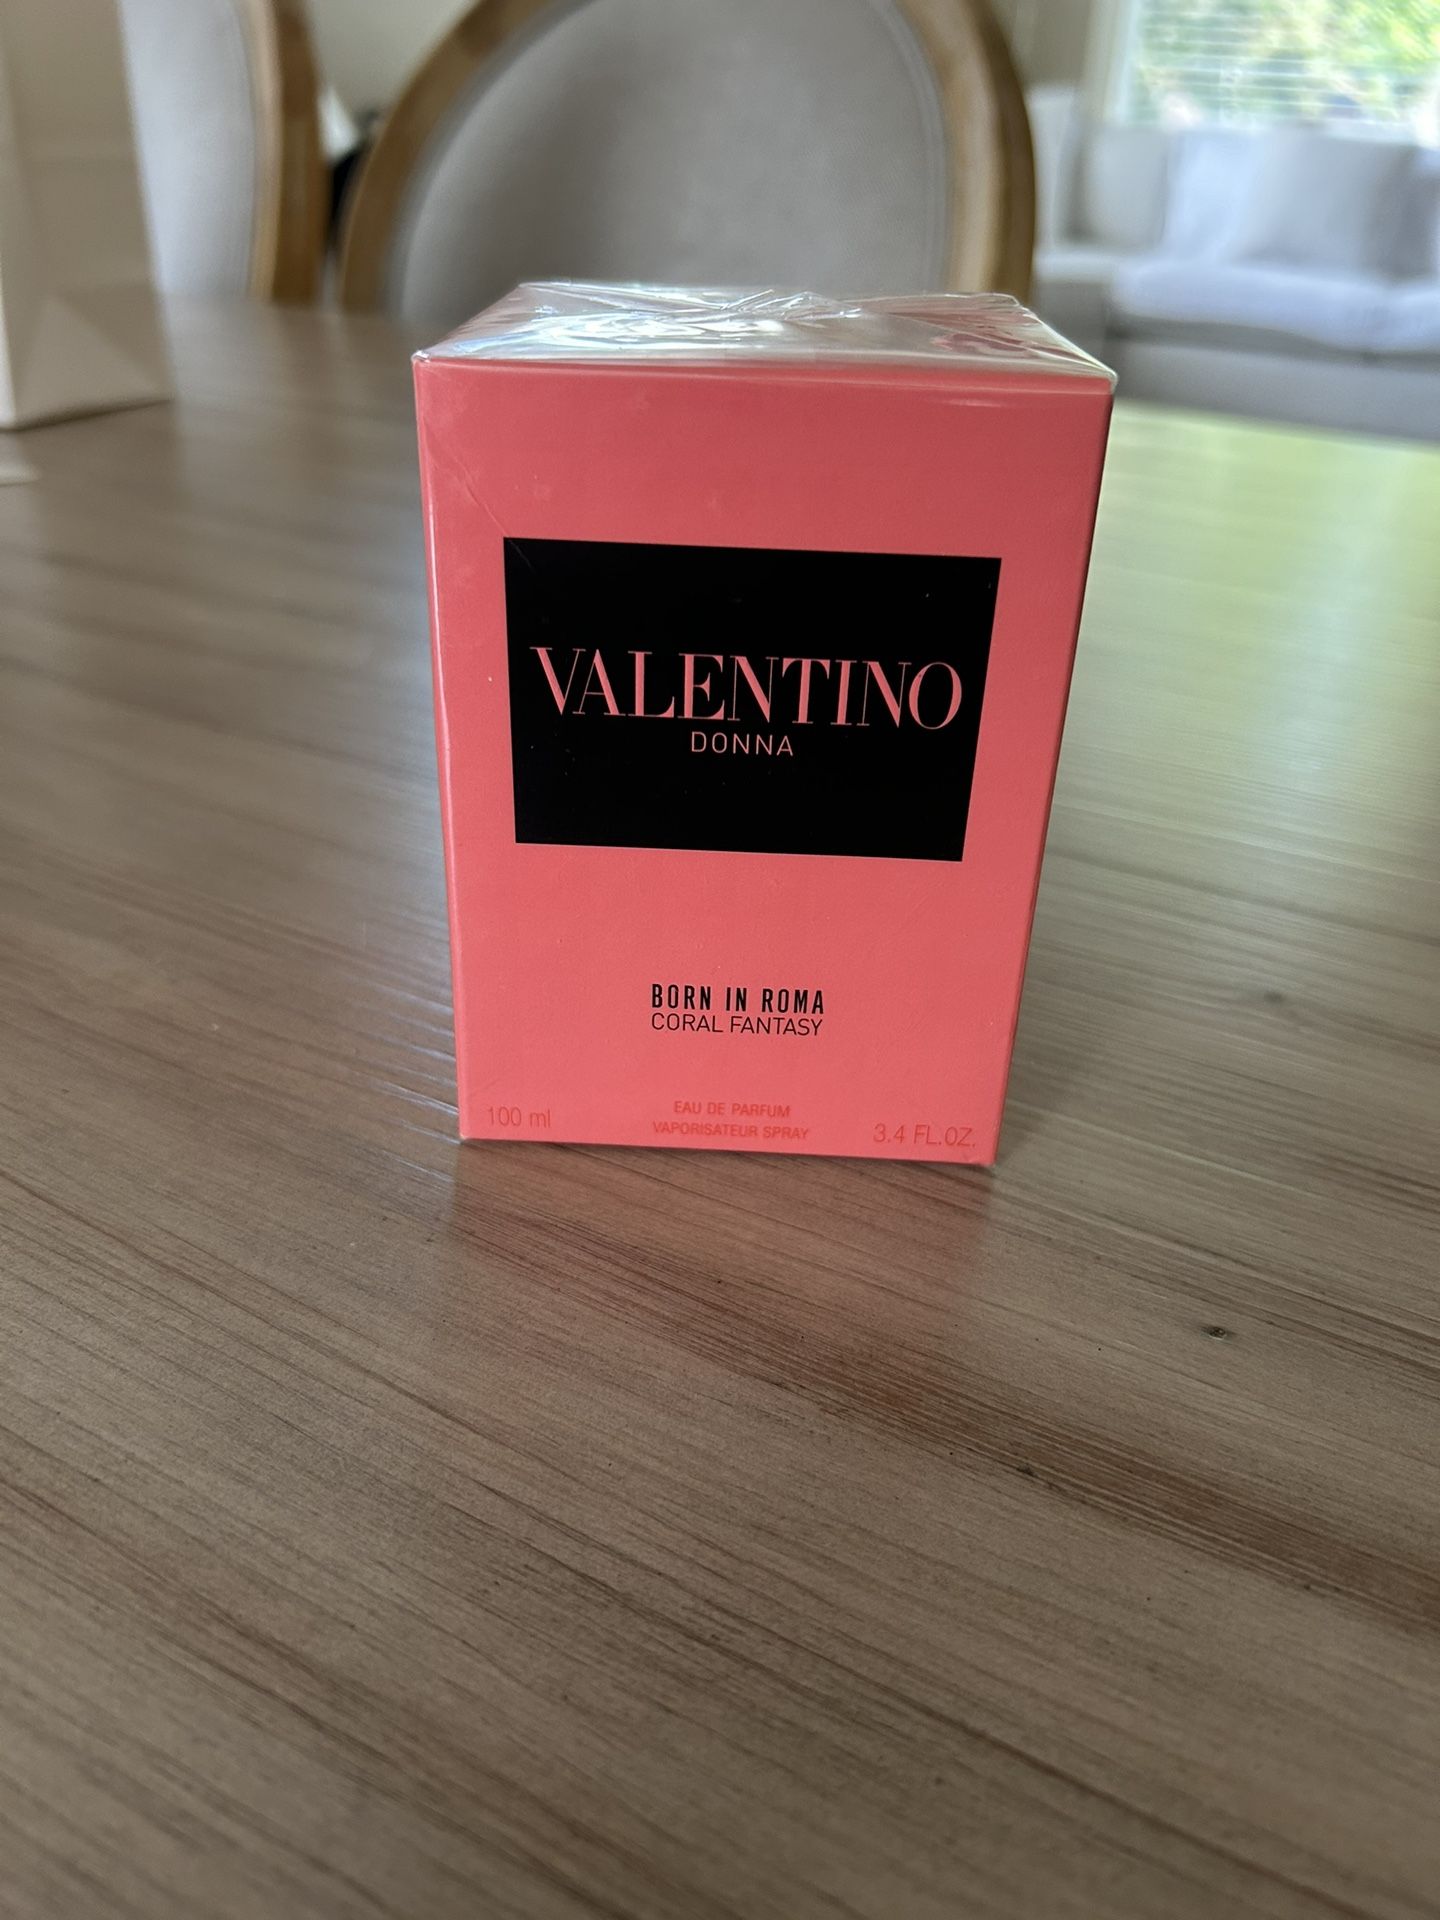 VALENTINO
DONNA
BORN IN ROMA
CORAL FANTASY
EAU DE PARFUM
100 ml VAPORISATEUR SPRAY 3.4 FL.OZ.